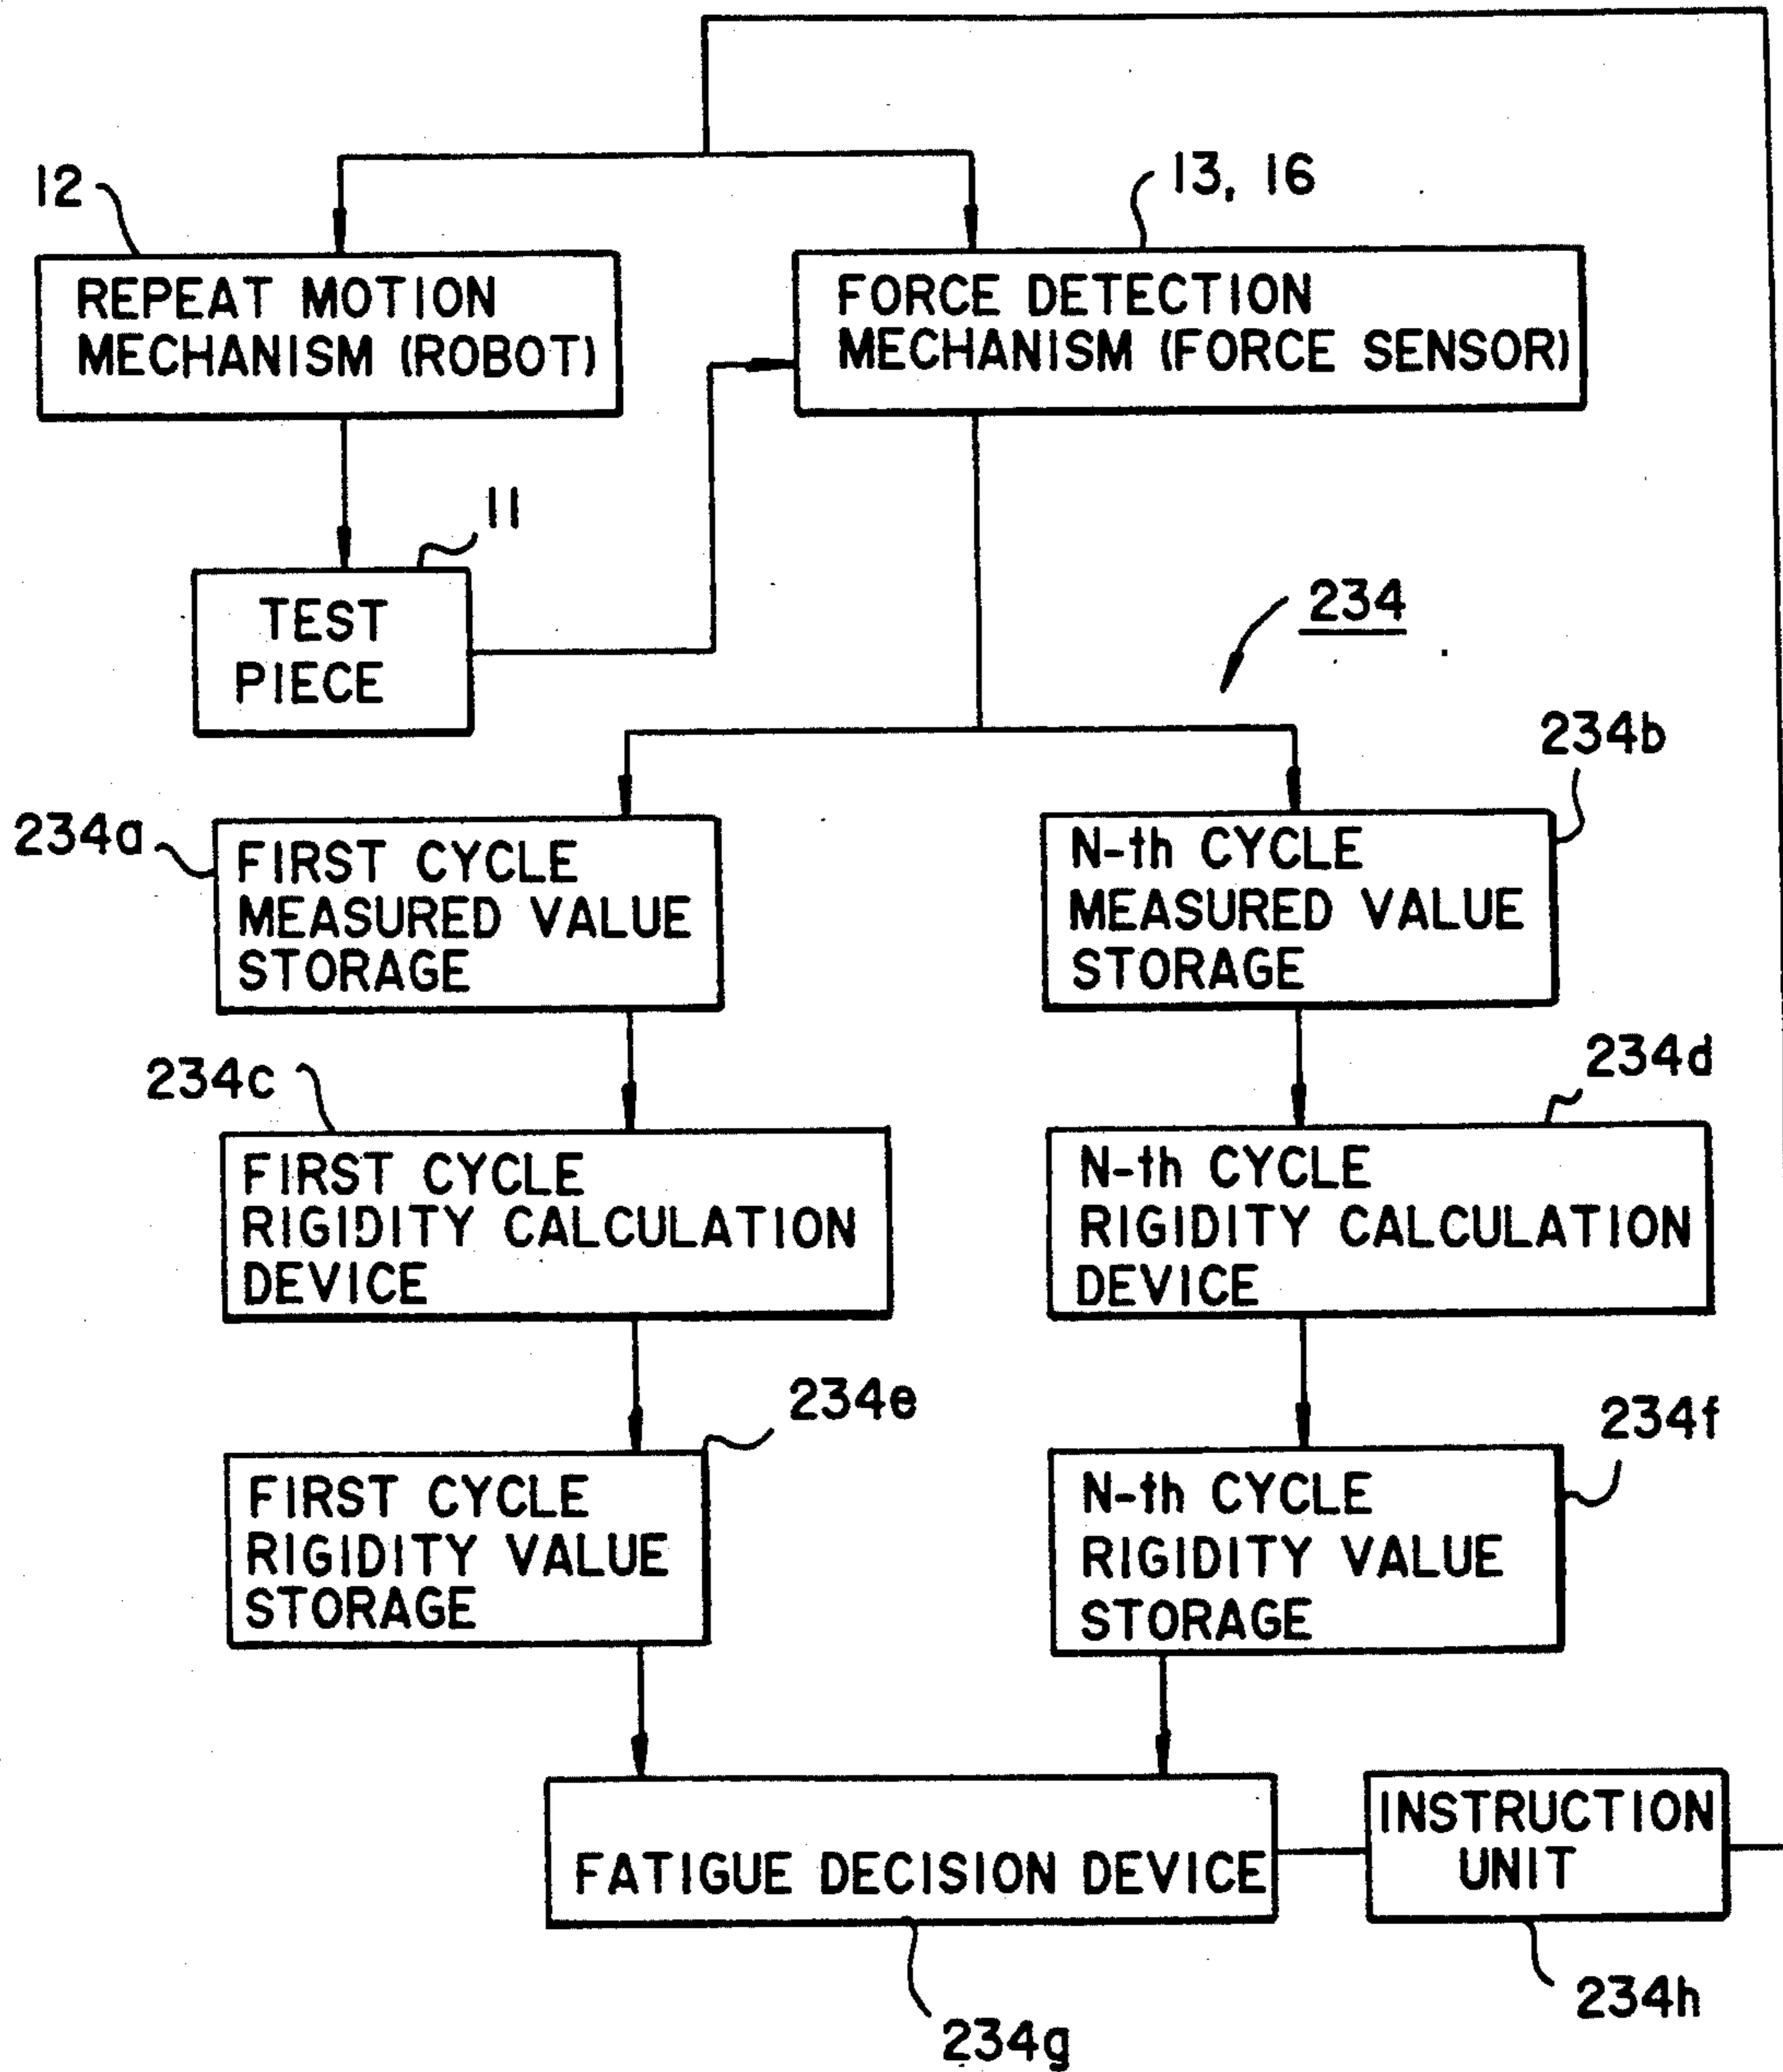 12
13, 16
REPEAT MOTION
MECHANISM (ROBOT)
FORCE DETECTION
MECHANISM (FORCE SENSOR)
11
TEST
PIECE
234
234b
234a
FIRST CYCLE
MEASURED VALUE
STORAGE
N-th CYCLE
MEASURED VALUE
STORAGE
234c
234d
FIRST CYCLE
RIGIDITY CALCULATION
DEVICE
N-th CYCLE
RIGIDITY CALCULATION
DEVICE
234e
234f
FIRST CYCLE
RIGIDITY VALUE
STORAGE
N-th CYCLE
RIGIDITY VALUE
STORAGE
FATIGUE DECISION DEVICE
INSTRUCTION
UNIT
234g
234h